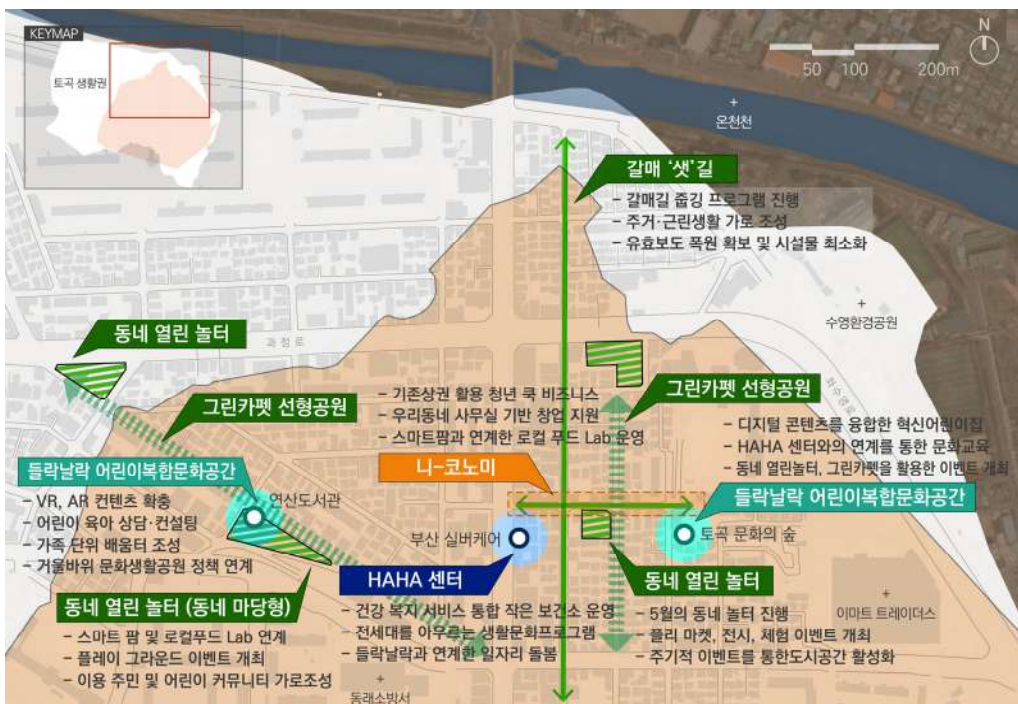 KEYMAP
토곡 생활권
N
50 100 200m
온천천
갈매 '샛'길
- 갈매길 줍깅 프로그램 진행
- 주거·근린생활 가로 조성
- 유효보도 폭원 확보 및 시설물 최소화
수영환경공원
동네 열린 놀터
과정로
좌수영로
그린카펫 선형공원
- 기존상권 활용 청년 쿡 비즈니스
- 우리동네 사무실 기반 창업 지원
- 스마트팜과 연계한 로컬 푸드 Lab 운영
그린카펫 선형공원
- 디지털 콘텐츠를 융합한 혁신어린이집
- HAHA 센터와의 연계를 통한 문화교육
- 동네 열린놀터, 그린카펫을 활용한 이벤트 개최
니-코노미
들락날락 어린이복합문화공간
- VR, AR 컨텐츠 확충
- 어린이 육아 상담·컨설팅
- 가족 단위 배움터 조성
- 거울바위 문화생활공원 정책 연계
연산도서관
들락날락 어린이복합문화공간
부산 실버케어
토곡 문화의 숲
HAHA 센터
- 건강 복지 서비스 통합 작은 보건소 운영
- 전세대를 아우르는 생활문화프로그램
- 들락날락과 연계한 일자리 돌봄
동네 열린 놀터
- 5월의 동네 놀터 진행
- 플리 마켓, 전시, 체험 이벤트 개최
- 주기적 이벤트를 통한도시공간 활성화
이마트 트레이더스
동네 열린 놀터 (동네 마당형)
- 스마트 팜 및 로컬푸드 Lab 연계
- 플레이 그라운드 이벤트 개최
- 이용 주민 및 어린이 커뮤니티 가로조성
동래소방서